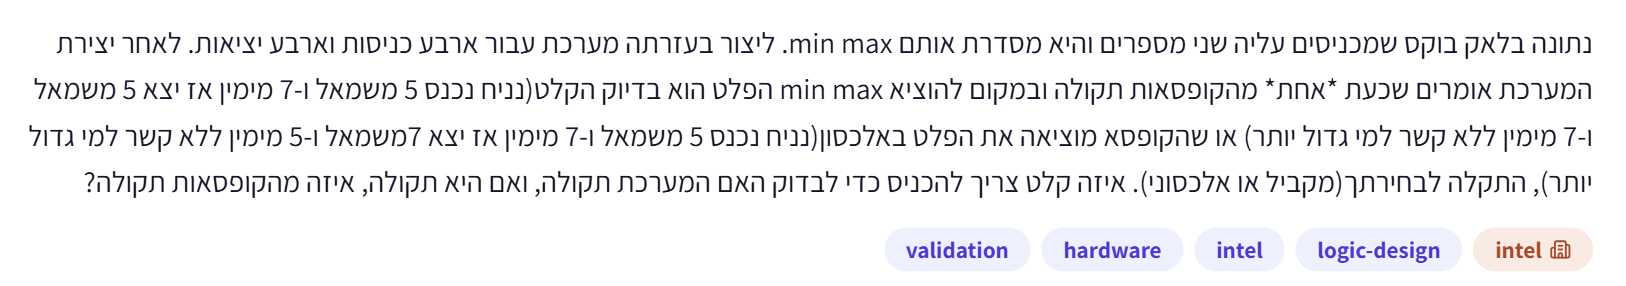 נתונה בלאק בוקס שמכניסים עליה שני מספרים והיא מסדרת אותם min max. ליצור בעזרתה מערכת עבור ארבע כניסות וארבע יציאות. לאחר יצירת
המערכת אומרים שכעת *אחת* מהקופסאות תקולה ובמקום להוציא min max הפלט הוא בדיוק הקלט(נניח נכנס 5 משמאל ו-7 מימין אז יצא 5 משמאל
ו-7 מימין ללא קשר למי גדול יותר) או שהקופסא מוציאה את הפלט באלכסון(נניח נכנס 5 משמאל ו-7 מימין אז יצא 7משמאל ו-5 מימין ללא קשר למי גדול
יותר), התקלה לבחירתך(מקביל או אלכסוני). איזה קלט צריך להכניס כדי לבדוק האם המערכת תקולה, ואם היא תקולה, איזה מהקופסאות תקולה?
intel logic-design intel hardware validation